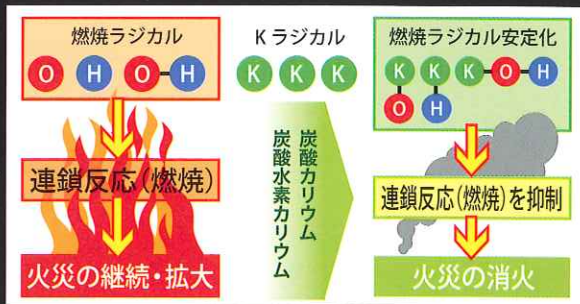 燃焼ラジカル
O H O-H
連鎖反応(燃焼)
火災の継続・拡大
Kラジカル
K K K
炭酸カリウム
炭酸水素カリウム
燃焼ラジカル安定化
K K K-O-H
O H
連鎖反応(燃焼)を抑制
火災の消火